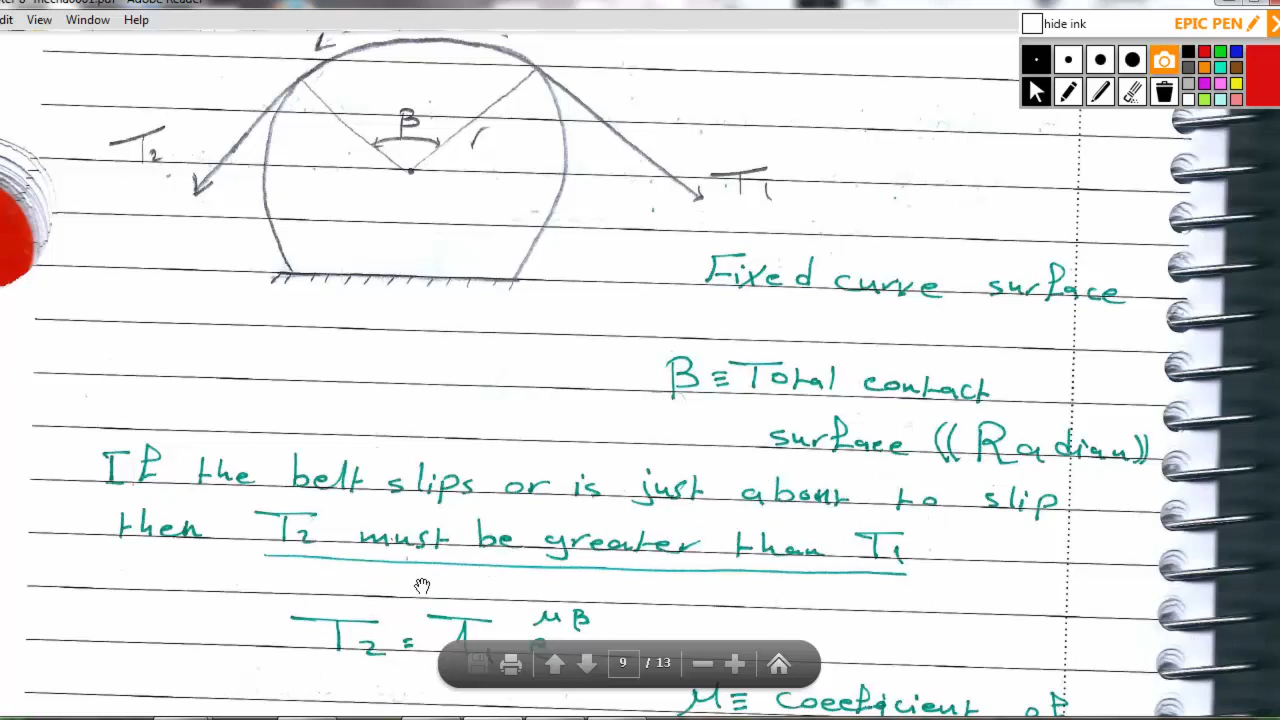 Edit View Window Help
hide ink
EPIC PEN
β
r
T₂
T₁
Fixed curve surface
β ≡ Total contact
surface ((Radian))
If the belt slips or is just about to slip
then T₂ must be greater than T₁
T₂ = T₁ e^μβ
9 / 13
μ ≡ coefficient of